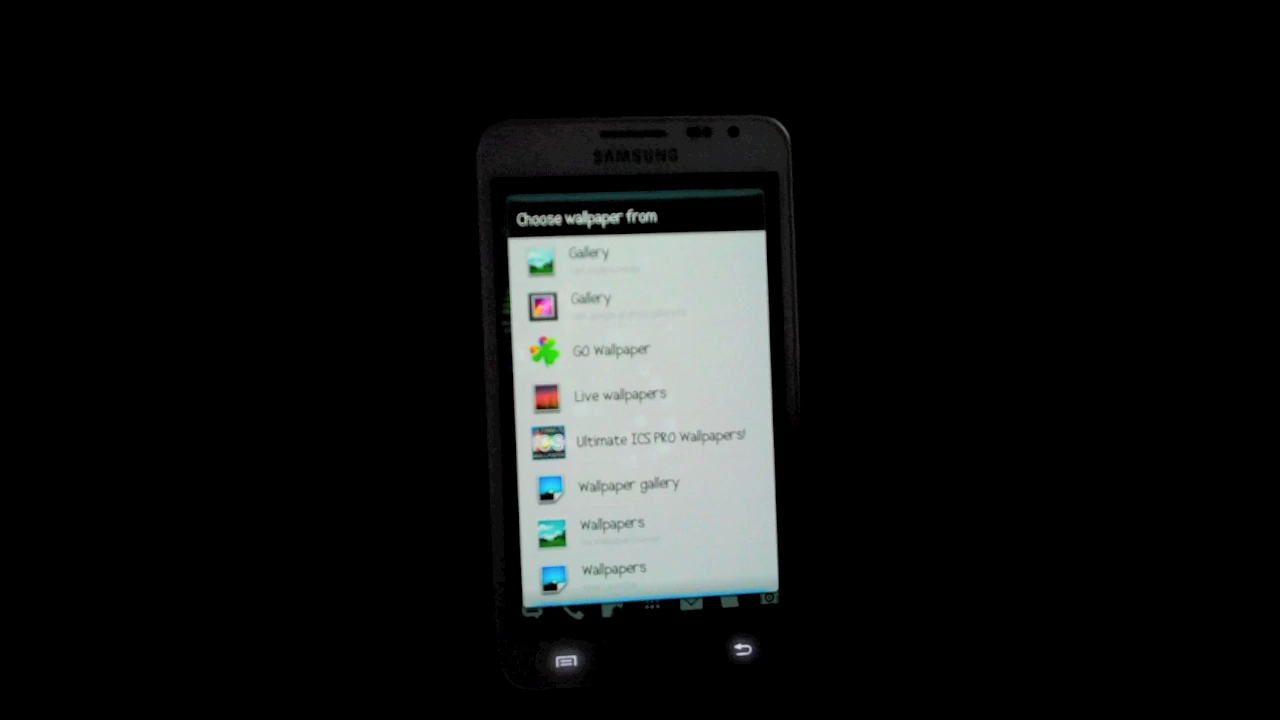 SAMSUNG
Choose wallpaper from
Gallery
Gallery
GO Wallpaper
Live wallpapers
Ultimate ICS PRO Wallpapers!
Wallpaper gallery
Wallpapers
Wallpapers